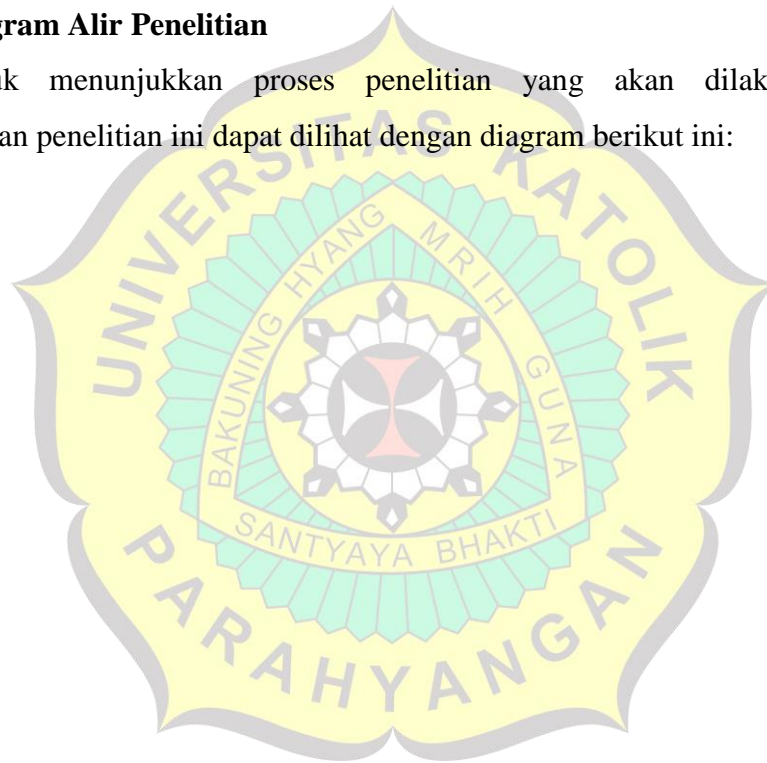 gram Alir Penelitian
uk menunjukkan proses penelitian yang akan dilak
an penelitian ini dapat dilihat dengan diagram berikut ini:
UNIVERSITAS KATOLIK
BAKUNING HYANG MRIH GUNA
SANTYAYA BHAKTI
PARAHYANGAN